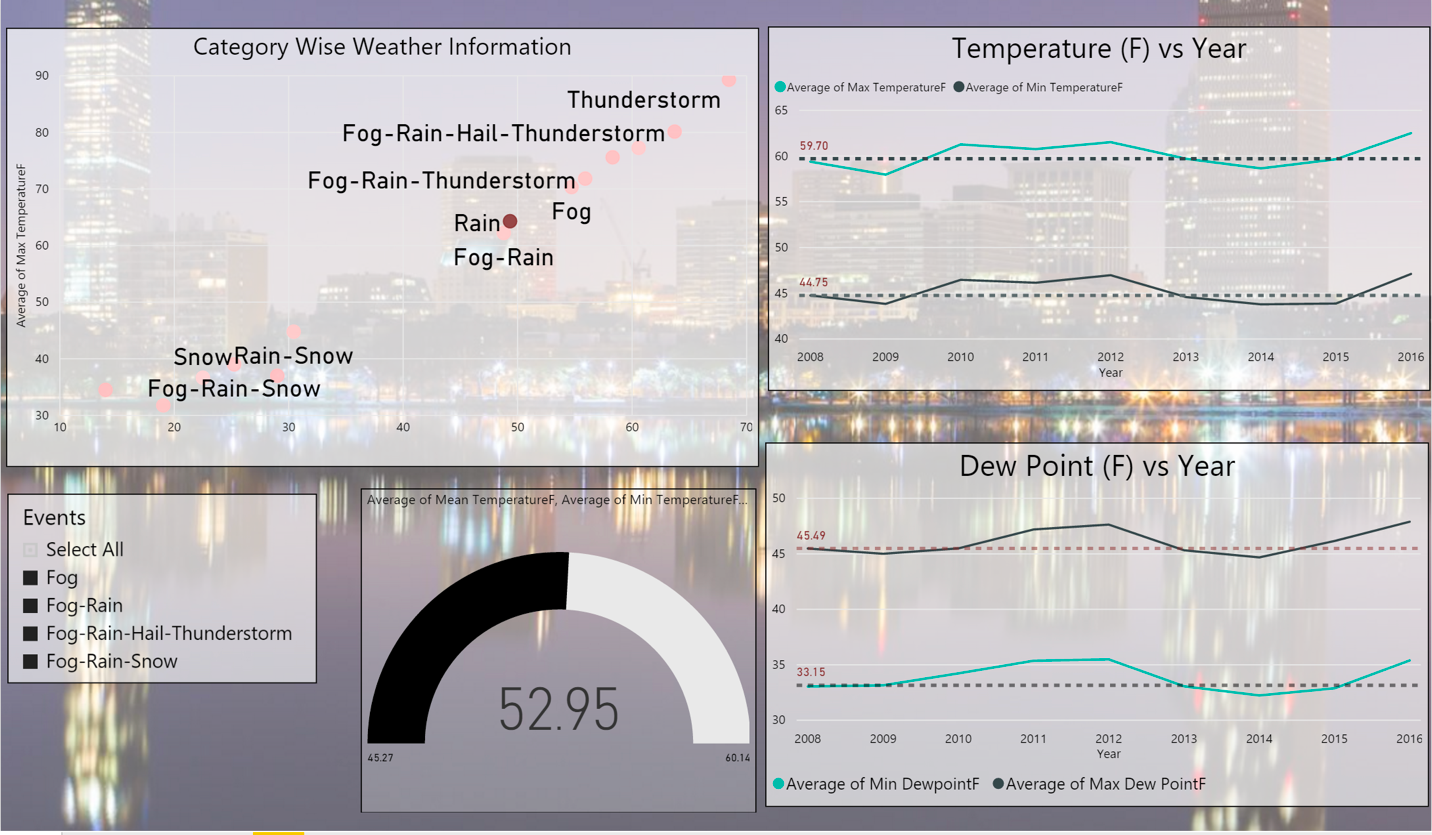 Category Wise Weather Information
90
80
70
60
50
40
30
Average of Max TemperatureF
Thunderstorm
Fog-Rain-Hail-Thunderstorm
Fog-Rain-Thunderstorm
Fog
Rain
Fog-Rain
Snow
Rain-Snow
Fog-Rain-Snow
10 20 30 40 50 60 70
Temperature (F) vs Year
Average of Max TemperatureF Average of Min TemperatureF
65
60
55
50
45
40
59.70
44.75
2008 2009 2010 2011 2012 2013 2014 2015 2016
Year
Events
Select All
Fog
Fog-Rain
Fog-Rain-Hail-Thunderstorm
Fog-Rain-Snow
Average of Mean TemperatureF, Average of Min TemperatureF...
52.95
45.27 60.14
Dew Point (F) vs Year
50
45
40
35
30
45.49
33.15
2008 2009 2010 2011 2012 2013 2014 2015 2016
Year
Average of Min DewpointF Average of Max Dew PointF